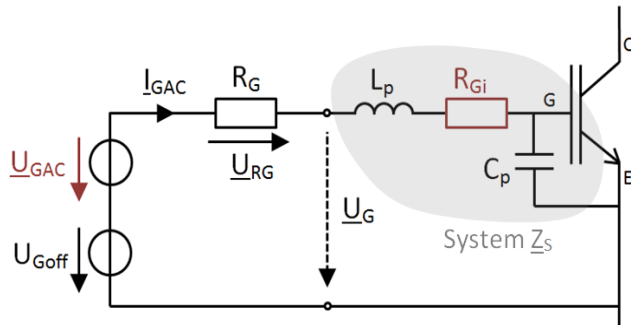 C
I_GAC
R_G
L_p
R_Gi
G
U_GAC
U_RG
C_p
E
U_G
U_Goff
System Z_S